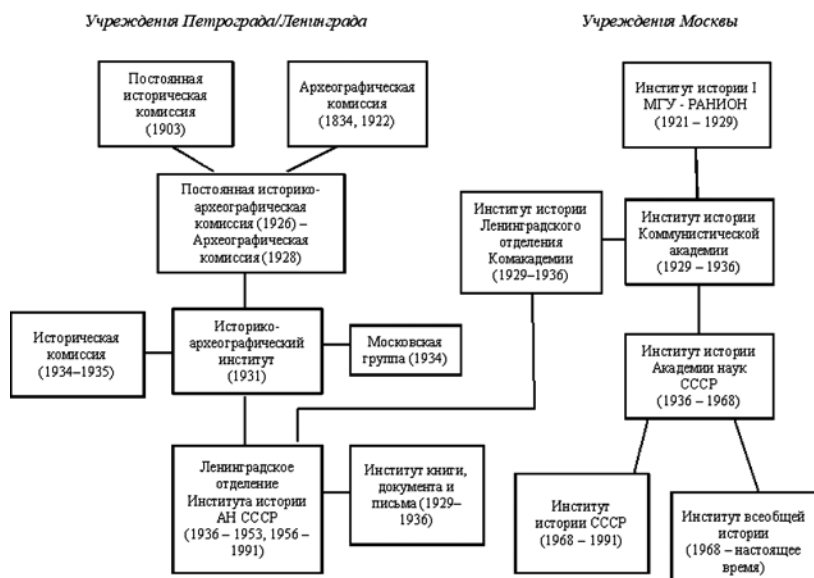 Учреждения Петрограда/Ленинграда
Учреждения Москвы
Постоянная
историческая
комиссия
(1903)
Археографическая
комиссия
(1834, 1922)
Институт истории I
МГУ - РАНИОН
(1921 – 1929)
Постоянная историко-
археографическая
комиссия (1926) –
Археографическая
комиссия (1928)
Институт истории
Ленинградского
отделения
Комакадемии
(1929–1936)
Институт истории
Коммунистической
академии
(1929 – 1936)
Историческая
комиссия
(1934–1935)
Историко-
археографический
институт
(1931)
Московская
группа (1934)
Институт истории
Академии наук
СССР
(1936 – 1968)
Ленинградское
отделение
Института истории
АН СССР
(1936 – 1953, 1956 –
1991)
Институт книги,
документа и
письма (1929–
1936)
Институт
истории СССР
(1968 – 1991)
Институт всеобщей
истории
(1968 – настоящее
время)